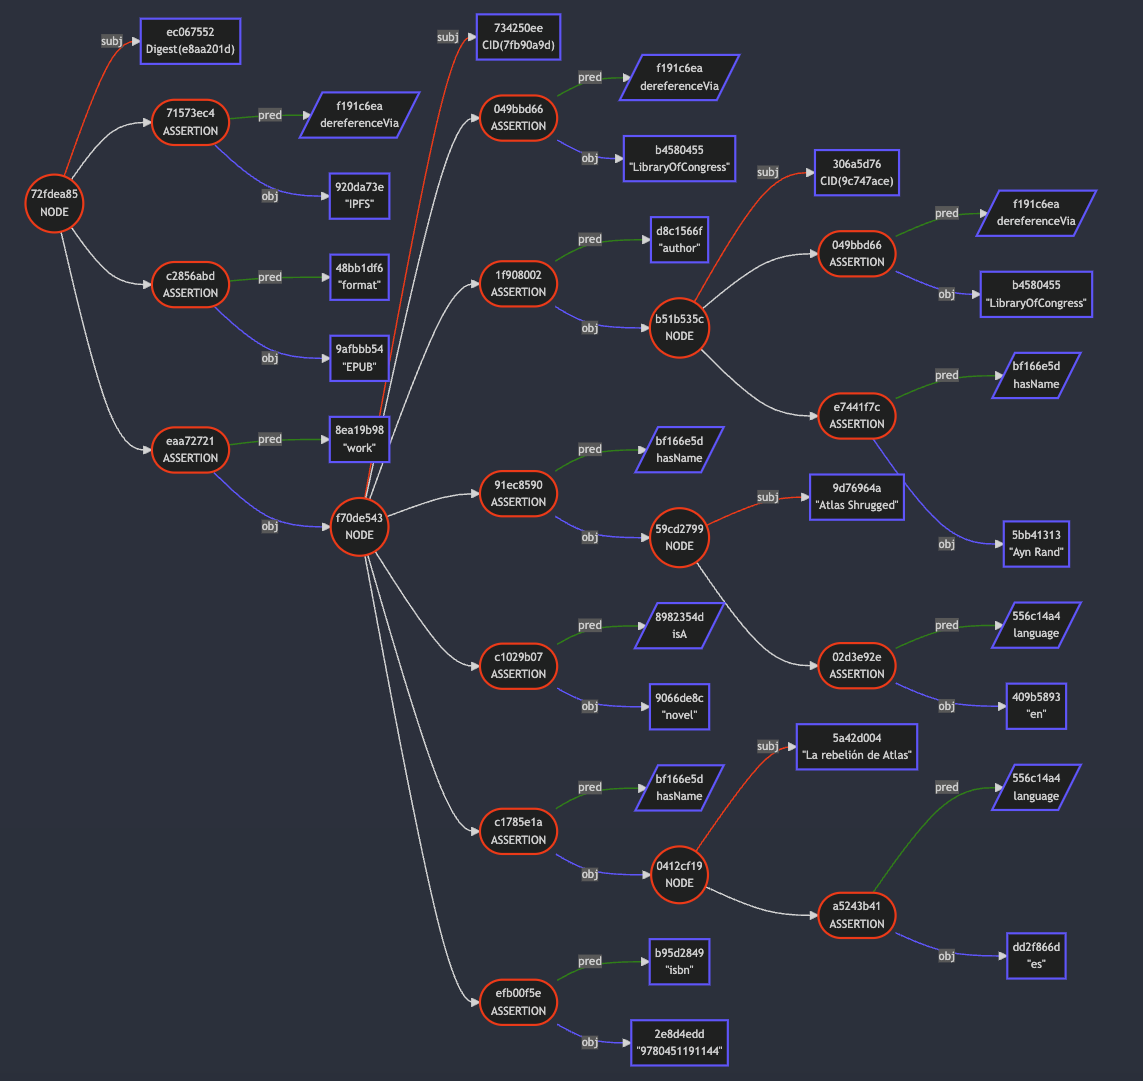 subj
ec067552
Digest(e8aa201d)
71573ec4
ASSERTION
pred
f191c6ea
dereferenceVia
obj
920da73e
"IPFS"
72fdea85
NODE
c2856abd
ASSERTION
pred
48bb1df6
"format"
obj
9afbbb54
"EPUB"
eaa72721
ASSERTION
pred
8ea19b98
"work"
obj
f70de543
NODE
subj
734250ee
CID(7fb90a9d)
049bbd66
ASSERTION
pred
f191c6ea
dereferenceVia
obj
b4580455
"LibraryOfCongress"
1f908002
ASSERTION
pred
d8c1566f
"author"
obj
b51b535c
NODE
subj
306a5d76
CID(9c747ace)
049bbd66
ASSERTION
pred
f191c6ea
dereferenceVia
obj
b4580455
"LibraryOfCongress"
e7441f7c
ASSERTION
pred
bf166e5d
hasName
obj
5bb41313
"Ayn Rand"
91ec8590
ASSERTION
pred
bf166e5d
hasName
obj
59cd2799
NODE
subj
9d76964a
"Atlas Shrugged"
02d3e92e
ASSERTION
pred
556c14a4
language
obj
409b5893
"en"
c1029b07
ASSERTION
pred
8982354d
isA
obj
9066de8c
"novel"
c1785e1a
ASSERTION
pred
bf166e5d
hasName
obj
0412cf19
NODE
subj
5a42d004
"La rebelión de Atlas"
a5243b41
ASSERTION
pred
556c14a4
language
obj
dd2f866d
"es"
efb00f5e
ASSERTION
pred
b95d2849
"isbn"
obj
2e8d4edd
"9780451191144"